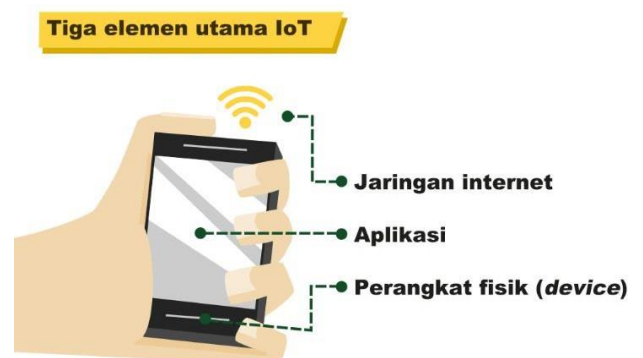 Tiga elemen utama IoT
Jaringan internet
Aplikasi
Perangkat fisik (device)